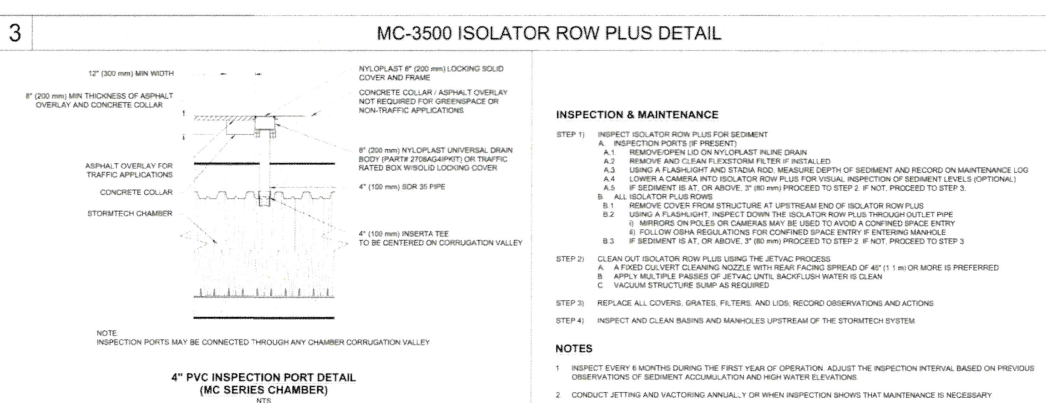 3
MC-3500 ISOLATOR ROW PLUS DETAIL
12" (300 mm) MIN WIDTH
8" (200 mm) MIN THICKNESS OF ASPHALT
OVERLAY AND CONCRETE COLLAR
ASPHALT OVERLAY FOR
TRAFFIC APPLICATIONS
CONCRETE COLLAR
STORMTECH CHAMBER
NYLOPLAST 8" (200 mm) LOCKING SOLID
COVER AND FRAME
CONCRETE COLLAR / ASPHALT OVERLAY
NOT REQUIRED FOR GREENSPACE OR
NON-TRAFFIC APPLICATIONS
8" (200 mm) NYLOPLAST UNIVERSAL DRAIN
BODY (PART# 2708AG4IPKIT) OR TRAFFIC
RATED BOX W/SOLID LOCKING COVER
4" (100 mm) SDR 35 PIPE
4" (100 mm) INSERTA TEE
TO BE CENTERED ON CORRUGATION VALLEY
NOTE
INSPECTION PORTS MAY BE CONNECTED THROUGH ANY CHAMBER CORRUGATION VALLEY
4" PVC INSPECTION PORT DETAIL
(MC SERIES CHAMBER)
NTS
INSPECTION & MAINTENANCE
STEP 1) INSPECT ISOLATOR ROW PLUS FOR SEDIMENT
A. INSPECTION PORTS (IF PRESENT)
A.1 REMOVE/OPEN LID ON NYLOPLAST INLINE DRAIN
A.2 REMOVE AND CLEAN FLEXSTORM FILTER IF INSTALLED
A.3 USING A FLASHLIGHT AND STADIA ROD, MEASURE DEPTH OF SEDIMENT AND RECORD ON MAINTENANCE LOG
A.4 LOWER A CAMERA INTO ISOLATOR ROW PLUS FOR VISUAL INSPECTION OF SEDIMENT LEVELS (OPTIONAL)
A.5 IF SEDIMENT IS AT, OR ABOVE, 3" (80 mm) PROCEED TO STEP 2. IF NOT, PROCEED TO STEP 3.
B. ALL ISOLATOR PLUS ROWS
B.1 REMOVE COVER FROM STRUCTURE AT UPSTREAM END OF ISOLATOR ROW PLUS
B.2 USING A FLASHLIGHT, INSPECT DOWN THE ISOLATOR ROW PLUS THROUGH OUTLET PIPE
i) MIRRORS ON POLES OR CAMERAS MAY BE USED TO AVOID A CONFINED SPACE ENTRY
ii) FOLLOW OSHA REGULATIONS FOR CONFINED SPACE ENTRY IF ENTERING MANHOLE
B.3 IF SEDIMENT IS AT, OR ABOVE, 3" (80 mm) PROCEED TO STEP 2. IF NOT, PROCEED TO STEP 3
STEP 2) CLEAN OUT ISOLATOR ROW PLUS USING THE JETVAC PROCESS
A. A FIXED CULVERT CLEANING NOZZLE WITH REAR FACING SPREAD OF 45" (1.1 m) OR MORE IS PREFERRED
B. APPLY MULTIPLE PASSES OF JETVAC UNTIL BACKFLUSH WATER IS CLEAN
C. VACUUM STRUCTURE SUMP AS REQUIRED
STEP 3) REPLACE ALL COVERS, GRATES, FILTERS, AND LIDS; RECORD OBSERVATIONS AND ACTIONS
STEP 4) INSPECT AND CLEAN BASINS AND MANHOLES UPSTREAM OF THE STORMTECH SYSTEM
NOTES
1 INSPECT EVERY 6 MONTHS DURING THE FIRST YEAR OF OPERATION. ADJUST THE INSPECTION INTERVAL BASED ON PREVIOUS
OBSERVATIONS OF SEDIMENT ACCUMULATION AND HIGH WATER ELEVATIONS.
2. CONDUCT JETTING AND VACTORING ANNUALLY OR WHEN INSPECTION SHOWS THAT MAINTENANCE IS NECESSARY